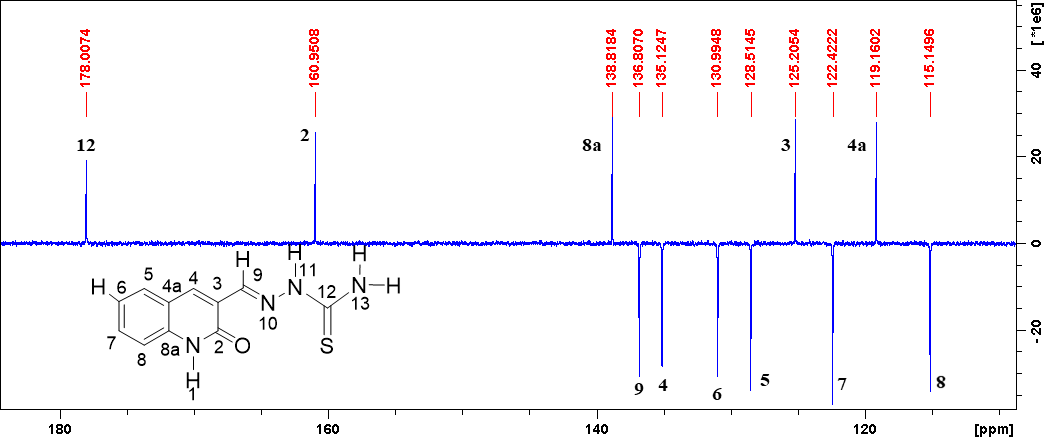 178.0074
160.9508
138.8184
136.8070
135.1247
130.9948
128.5145
125.2054
122.4222
119.1602
115.1496
[ *1e6]
40
20
0
-20
12
2
8a
3
4a
9
4
6
5
7
8
H H
H 9 11
H 6 5 4a 4 3 N N 12 N H
10 13
7 8 8a N 2 O S
H
1
180 160 140 120 [ppm]